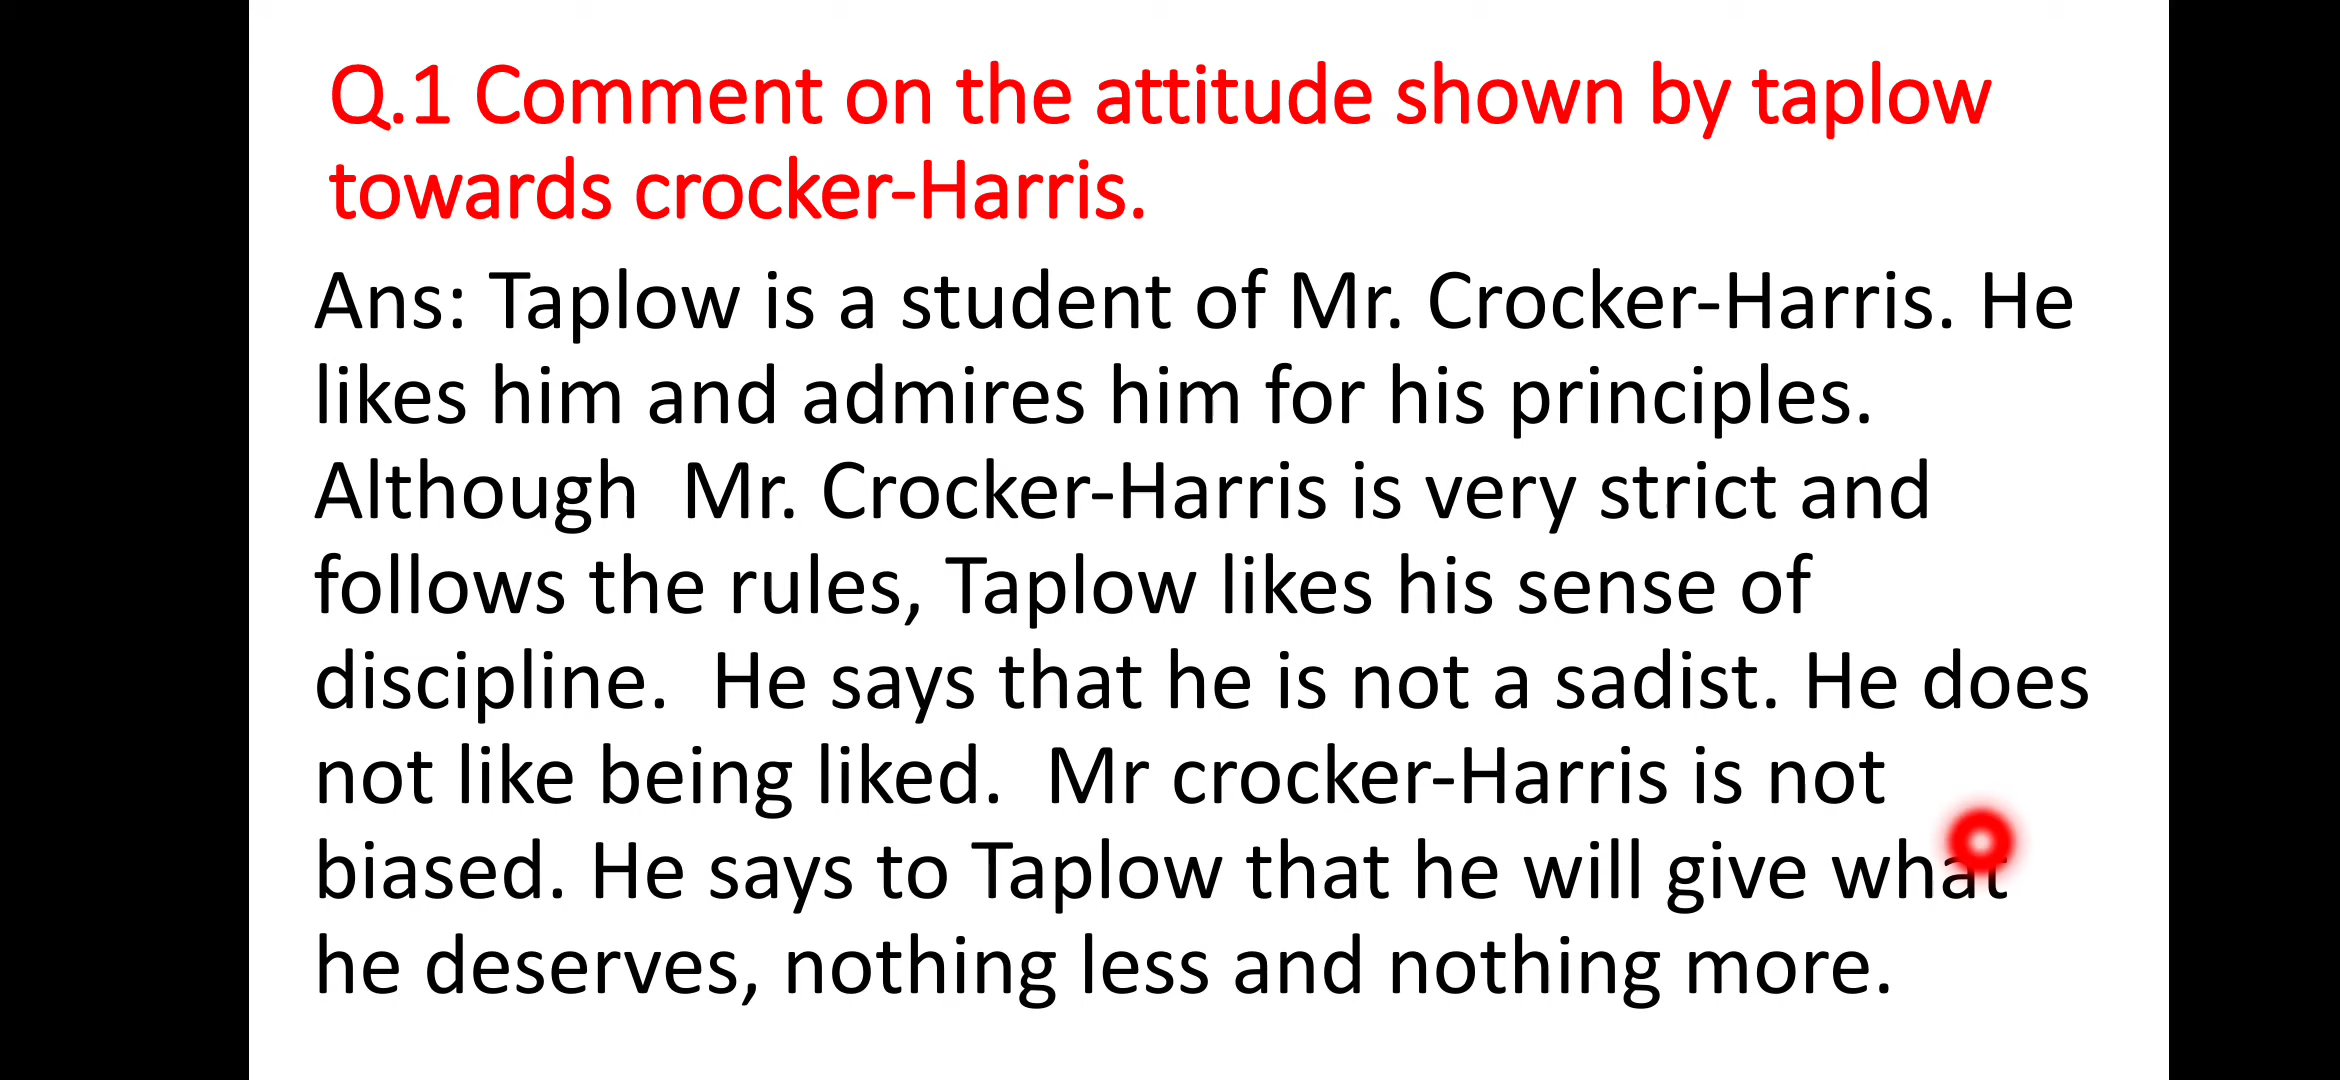 Q.1 Comment on the attitude shown by taplow
towards crocker-Harris.
Ans: Taplow is a student of Mr. Crocker-Harris. He
likes him and admires him for his principles.
Although  Mr. Crocker-Harris is very strict and
follows the rules, Taplow likes his sense of
discipline.  He says that he is not a sadist. He does
not like being liked.  Mr crocker-Harris is not
biased. He says to Taplow that he will give what
he deserves, nothing less and nothing more.